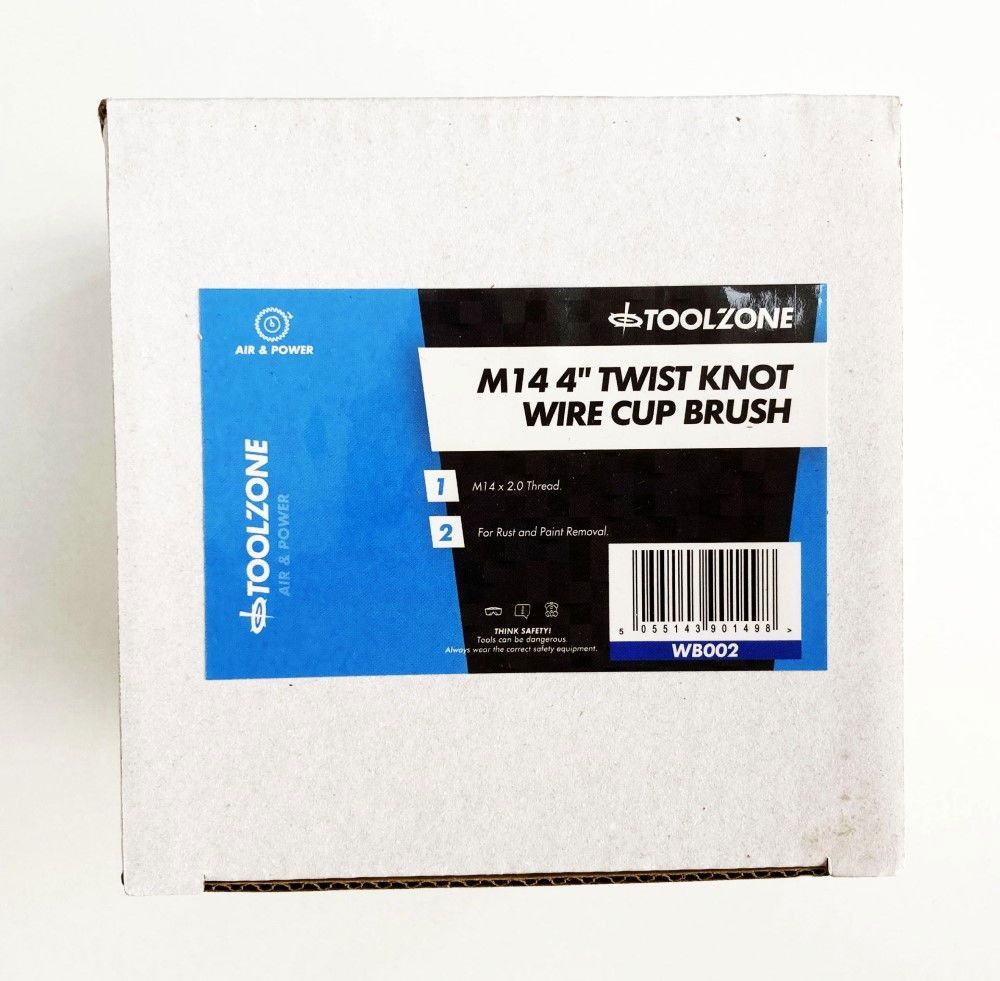 AIR & POWER
TOOLZONE
AIR & POWER
TOOLZONE
M14 4" TWIST KNOT
WIRE CUP BRUSH
1 M14 x 2.0 Thread.
2 For Rust and Paint Removal.
THINK SAFETY!
Tools can be dangerous.
Always wear the correct safety equipment.
5 055143 901498 >
WB002